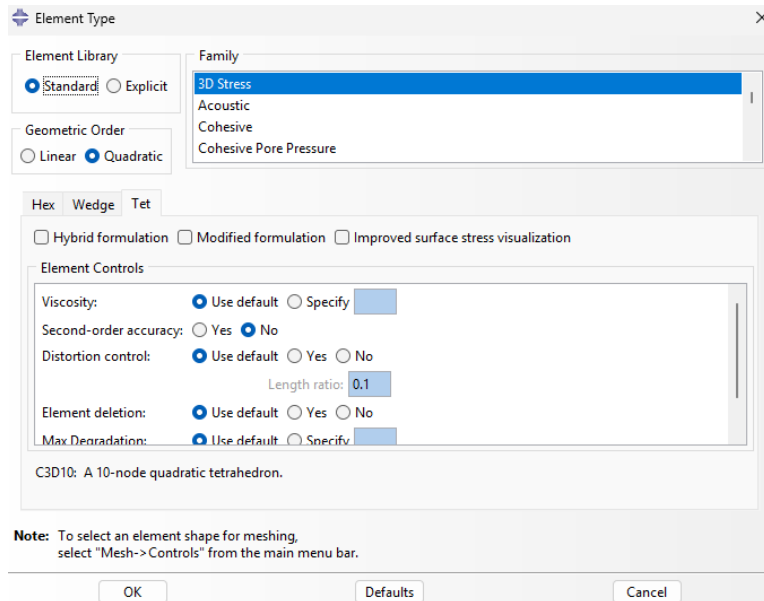 Element Type
Element Library
Standard Explicit
Family
3D Stress
Acoustic
Cohesive
Cohesive Pore Pressure
Geometric Order
Linear Quadratic
Hex Wedge Tet
Hybrid formulation Modified formulation Improved surface stress visualization
Element Controls
Viscosity: Use default Specify
Second-order accuracy: Yes No
Distortion control: Use default Yes No
Length ratio: 0.1
Element deletion: Use default Yes No
Max Degradation: Use default Specify
C3D10: A 10-node quadratic tetrahedron.
Note: To select an element shape for meshing,
select "Mesh->Controls" from the main menu bar.
OK Defaults Cancel